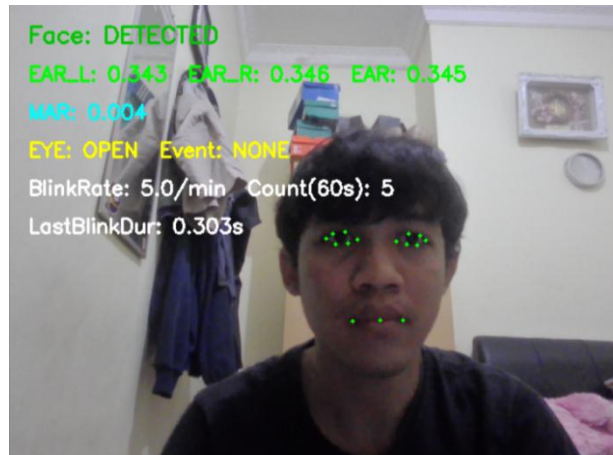 Face: DETECTED
EAR_L: 0.343 EAR_R: 0.346 EAR: 0.345
MAR: 0.004
EYE: OPEN Event: NONE
BlinkRate: 5.0/min Count(60s): 5
LastBlinkDur: 0.303s